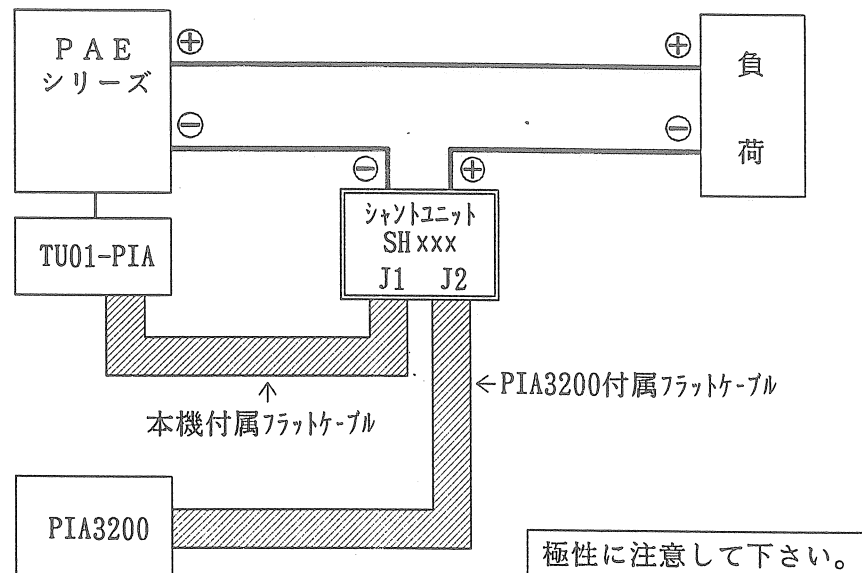 PAE
シリーズ
⊕
⊕
負
荷
⊖
⊖
⊖
⊕
シャントユニット
SH×××
J1 J2
TU01-PIA
←PIA3200付属フラットケーブル
↑
本機付属フラットケーブル
PIA3200
極性に注意して下さい。